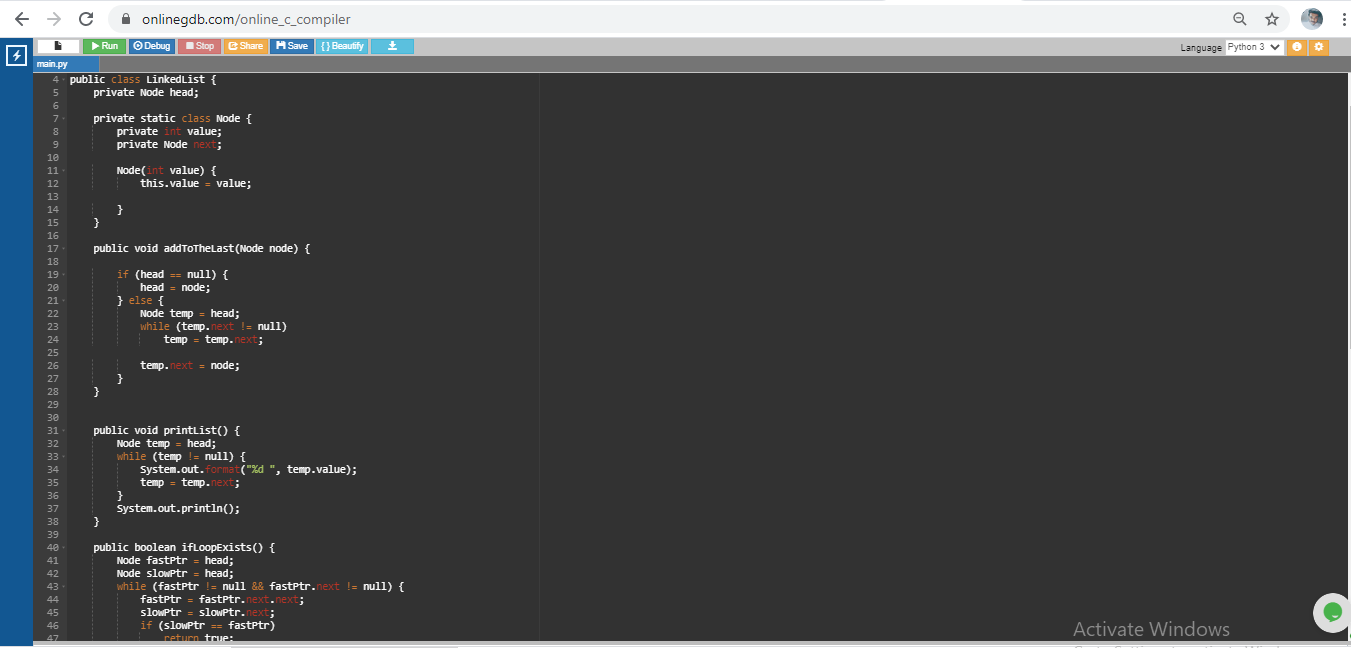 onlinegdb.com/online_c_compiler
Run Debug Stop Share Save { } Beautify
Language Python 3
main.py
4 public class LinkedList {
5 private Node head;
6
7 private static class Node {
8 private int value;
9 private Node next;
10
11 Node(int value) {
12 this.value = value;
13
14 }
15 }
16
17 public void addToTheLast(Node node) {
18
19 if (head == null) {
20 head = node;
21 } else {
22 Node temp = head;
23 while (temp.next != null)
24 temp = temp.next;
25
26 temp.next = node;
27 }
28 }
29
30
31 public void printList() {
32 Node temp = head;
33 while (temp != null) {
34 System.out.format("%d ", temp.value);
35 temp = temp.next;
36 }
37 System.out.println();
38 }
39
40 public boolean ifLoopExists() {
41 Node fastPtr = head;
42 Node slowPtr = head;
43 while (fastPtr != null && fastPtr.next != null) {
44 fastPtr = fastPtr.next.next;
45 slowPtr = slowPtr.next;
46 if (slowPtr == fastPtr)
47 return true;
Activate Windows